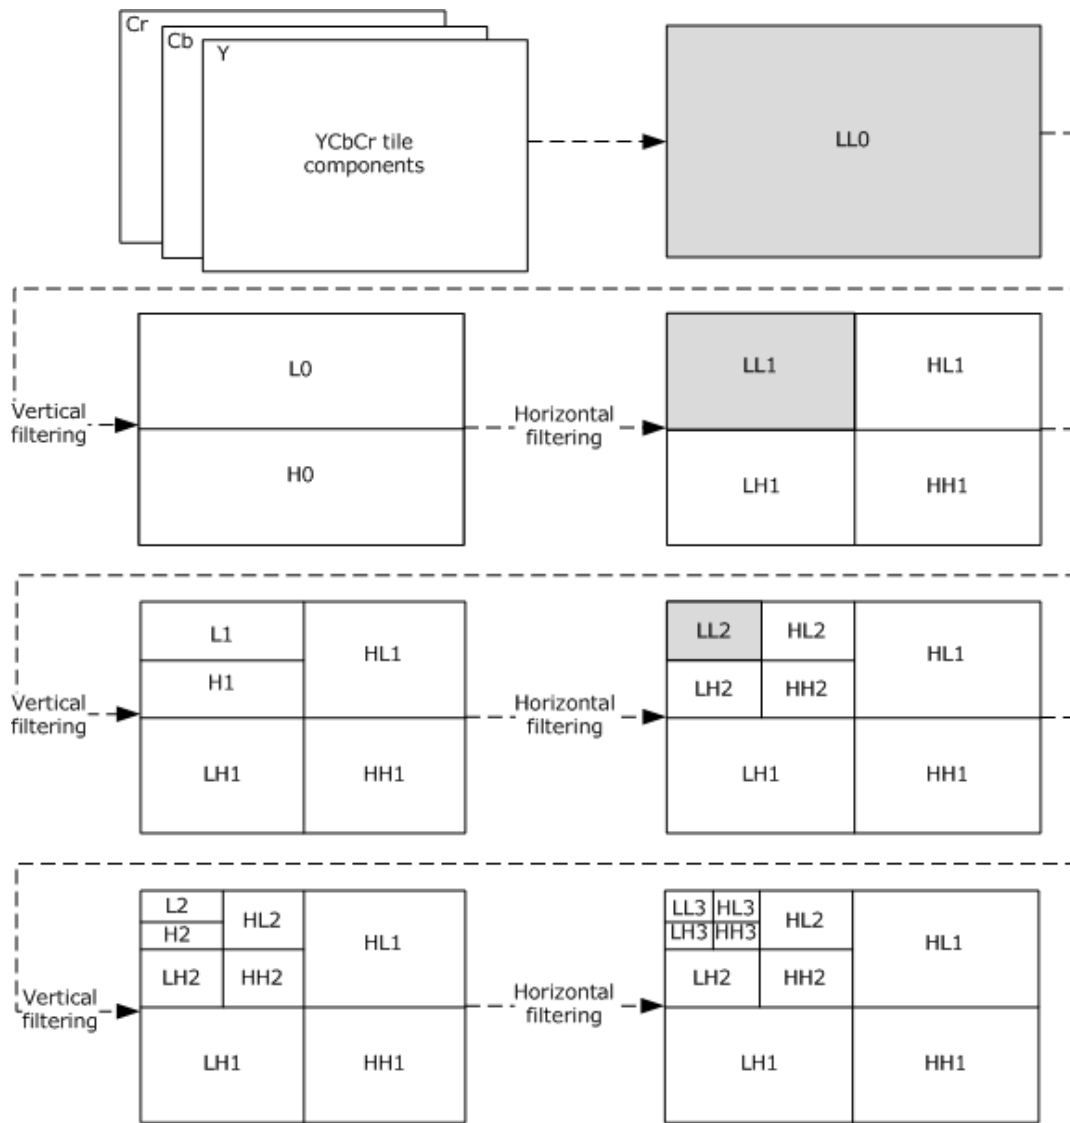 Cr
Cb
Y
YCbCr tile
components
LL0
L0
H0
Vertical
filtering
Horizontal
filtering
LL1
HL1
LH1
HH1
L1
H1
HL1
LH1
HH1
Vertical
filtering
Horizontal
filtering
LL2
HL2
LH2
HH2
HL1
LH1
HH1
L2
H2
HL2
LH2
HH2
HL1
LH1
HH1
Vertical
filtering
Horizontal
filtering
LL3
HL3
LH3
HH3
HL2
LH2
HH2
HL1
LH1
HH1